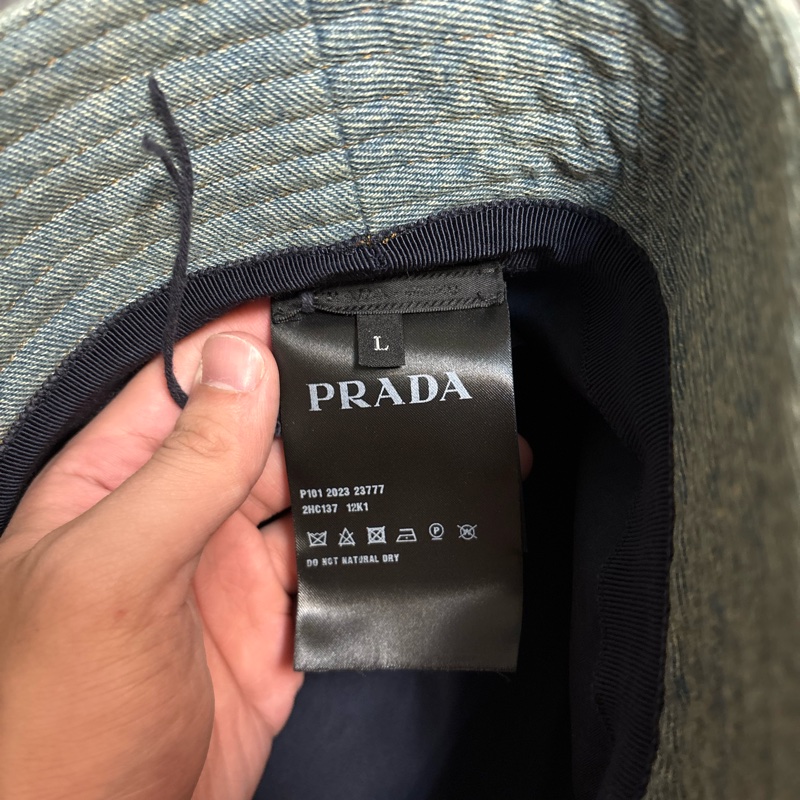 L
PRADA
P101 2023 23777
2HC137 12K1
P
W
DO NOT NATURAL DRY